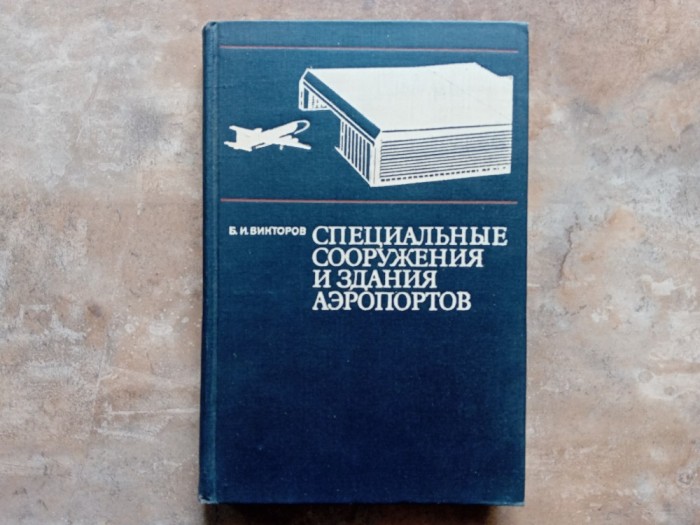 Б. И. ВИКТОРОВ
СПЕЦИАЛЬНЫЕ
СООРУЖЕНИЯ
И ЗДАНИЯ
АЭРОПОРТОВ